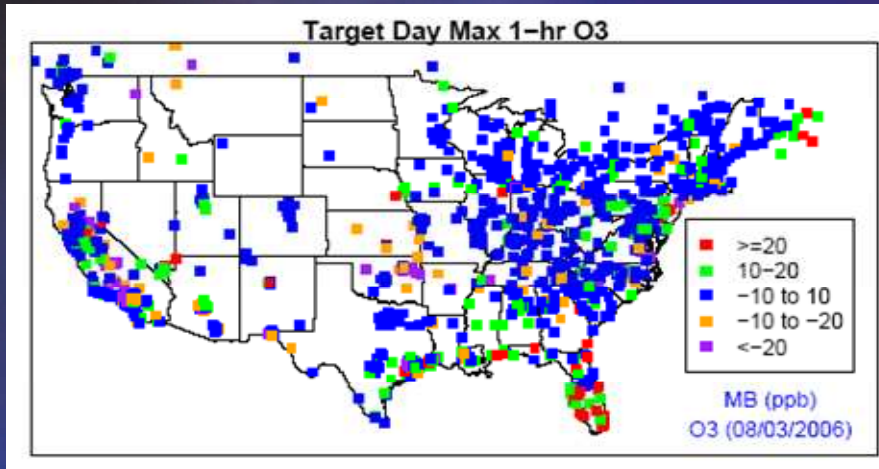 Target Day Max 1-hr O3
>=20
10-20
-10 to 10
-10 to -20
<-20
MB (ppb)
O3 (08/03/2006)